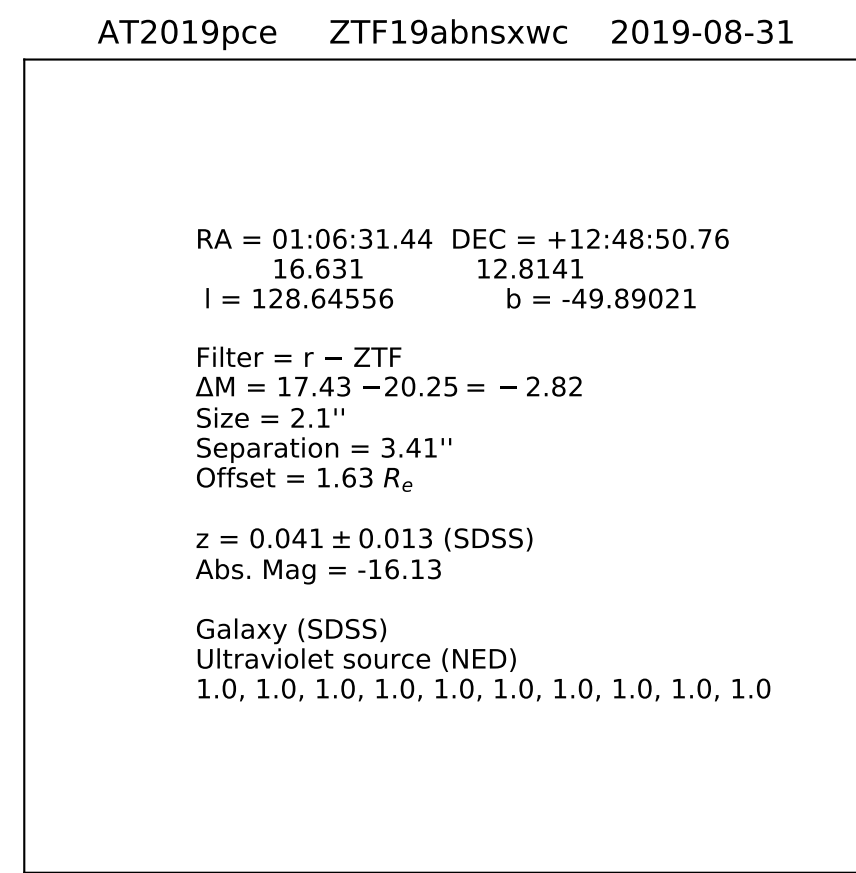 AT2019pce ZTF19abnsxwc 2019-08-31
RA = 01:06:31.44 DEC = +12:48:50.76
16.631 12.8141
l = 128.64556 b = -49.89021
Filter = r − ZTF
ΔM = 17.43 −20.25 = − 2.82
Size = 2.1''
Separation = 3.41''
Offset = 1.63 Rₑ
z = 0.041 ± 0.013 (SDSS)
Abs. Mag = -16.13
Galaxy (SDSS)
Ultraviolet source (NED)
1.0, 1.0, 1.0, 1.0, 1.0, 1.0, 1.0, 1.0, 1.0, 1.0